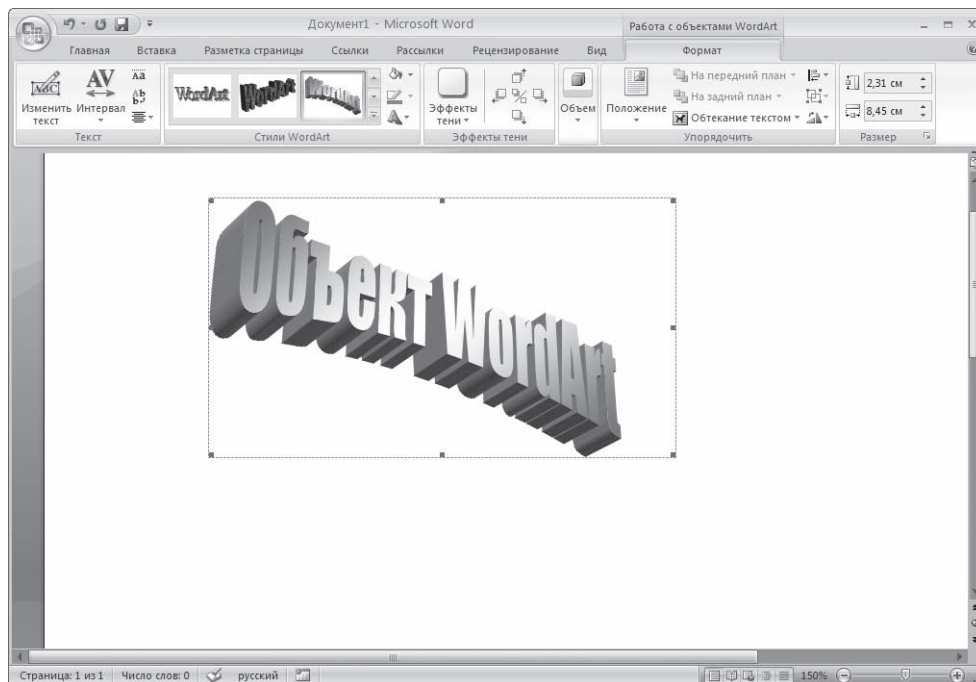 Документ1 - Microsoft Word
Работа с объектами WordArt
Главная Вставка Разметка страницы Ссылки Рассылки Рецензирование Вид Формат
Изменить текст
Интервал
Текст
WordArt WordArt WordArt
Стили WordArt
Эффекты тени
Эффекты тени
Объем
Положение
На передний план
На задний план
Обтекание текстом
Упорядочить
2,31 см
8,45 см
Размер
Объект WordArt
Страница: 1 из 1 Число слов: 0 русский 150%